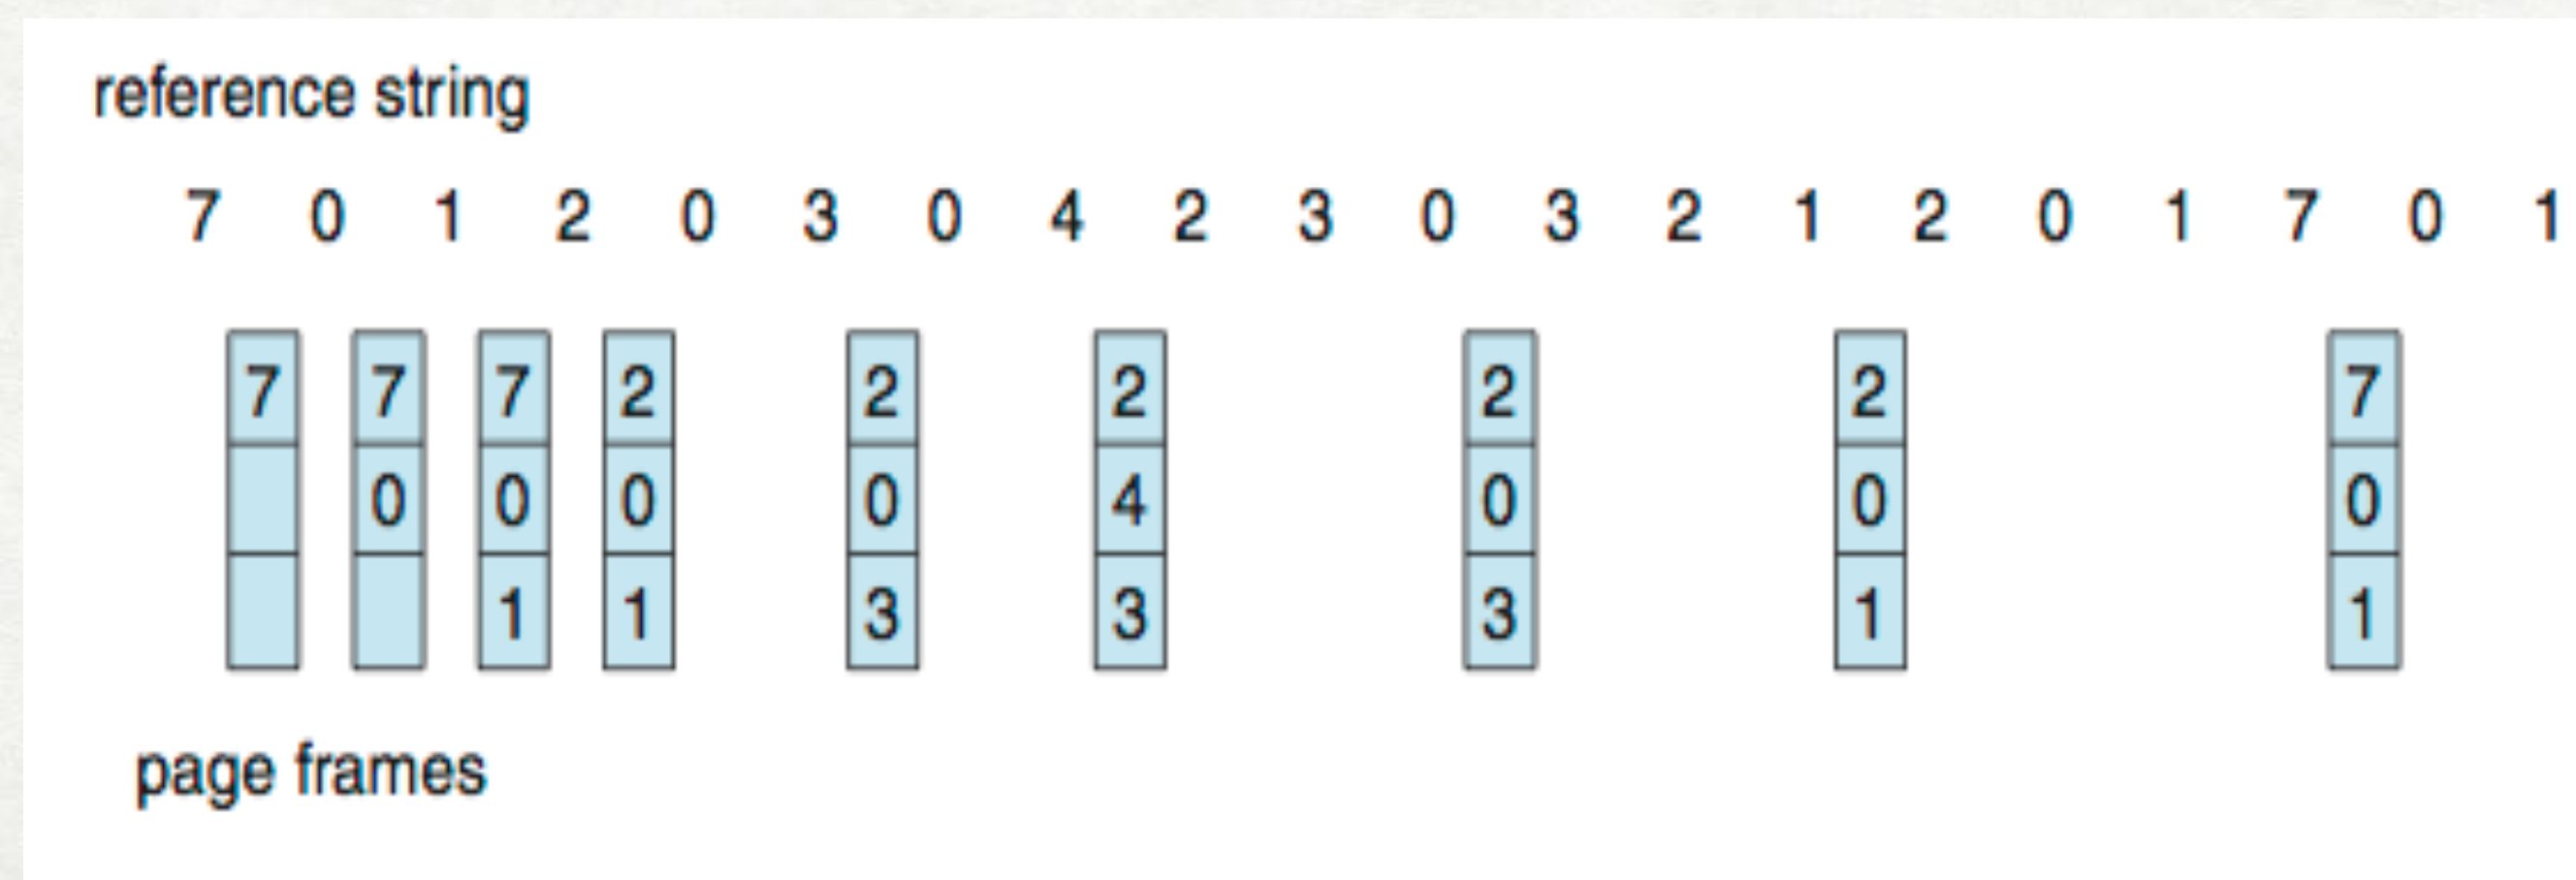 reference string
7 0 1 2 0 3 0 4 2 3 0 3 2 1 2 0 1 7 0 1
7 7 7 2 2 2 2 2 7
0 0 0 0 4 0 0 0
1 1 3 3 3 1 1
page frames